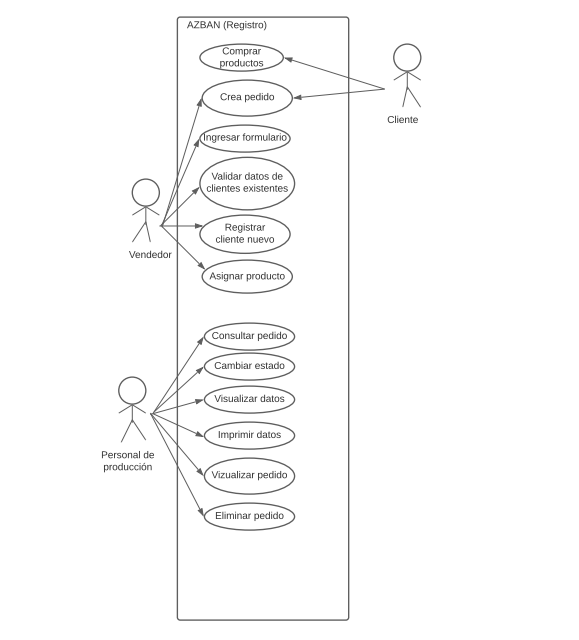 AZBAN (Registro)
Comprar
productos
Crea pedido
Cliente
Ingresar formulario
Validar datos de
clientes existentes
Registrar
cliente nuevo
Vendedor
Asignar producto
Consultar pedido
Cambiar estado
Visualizar datos
Imprimir datos
Personal de
producción
Vizualizar pedido
Eliminar pedido